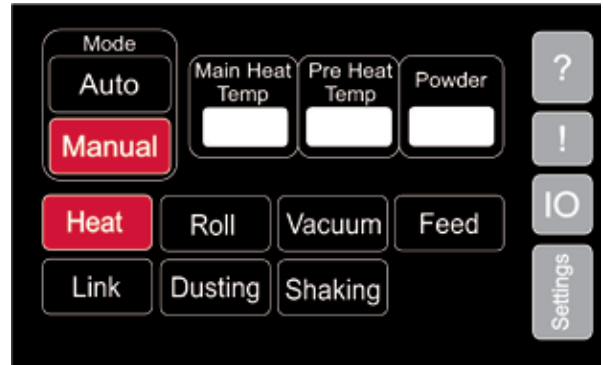 Mode
Auto
Manual
Main Heat
Temp
Pre Heat
Temp
Powder
Heat
Roll
Vacuum
Feed
Link
Dusting
Shaking
?
!
IO
Settings